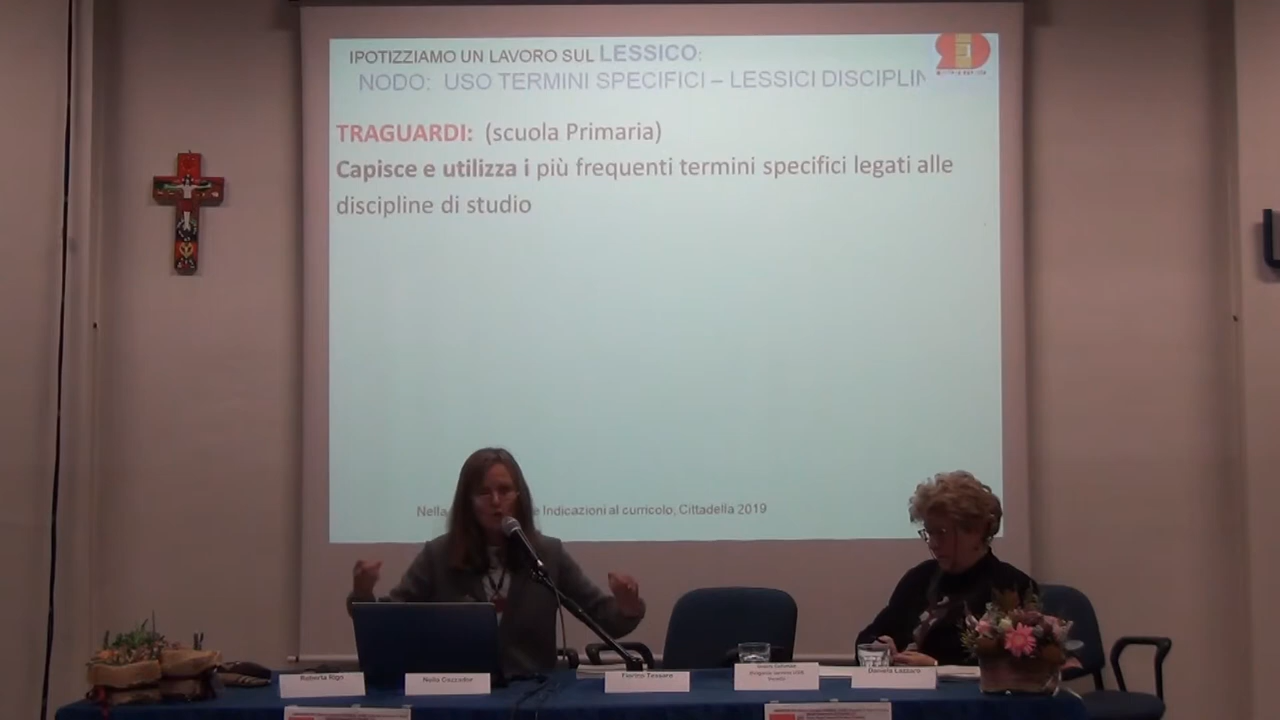 IPOTIZZIAMO UN LAVORO SUL LESSICO:
NODO: USO TERMINI SPECIFICI – LESSICI DISCIPLIN
TRAGUARDI: (scuola Primaria)
Capisce e utilizza i più frequenti termini specifici legati alle
discipline di studio
Nella e Indicazioni al curricolo, Cittadella 2019
Roberta Rigo
Nella Cazzador
Fiorino Tessaro
Daniela Lazzaro